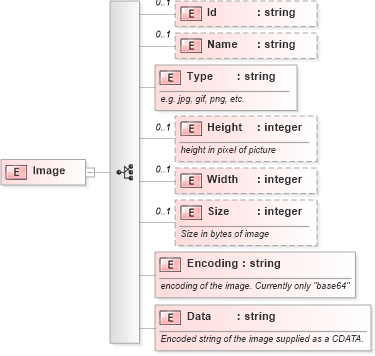 0..1
E Id : string
0..1
E Name : string
E Type : string
e.g. jpg, gif, png, etc.
0..1
E Height : integer
height in pixel of picture
E Image
0..1
E Width : integer
0..1
E Size : integer
Size in bytes of image
E Encoding : string
encoding of the image. Currently only "base64"
E Data : string
Encoded string of the image supplied as a CDATA.